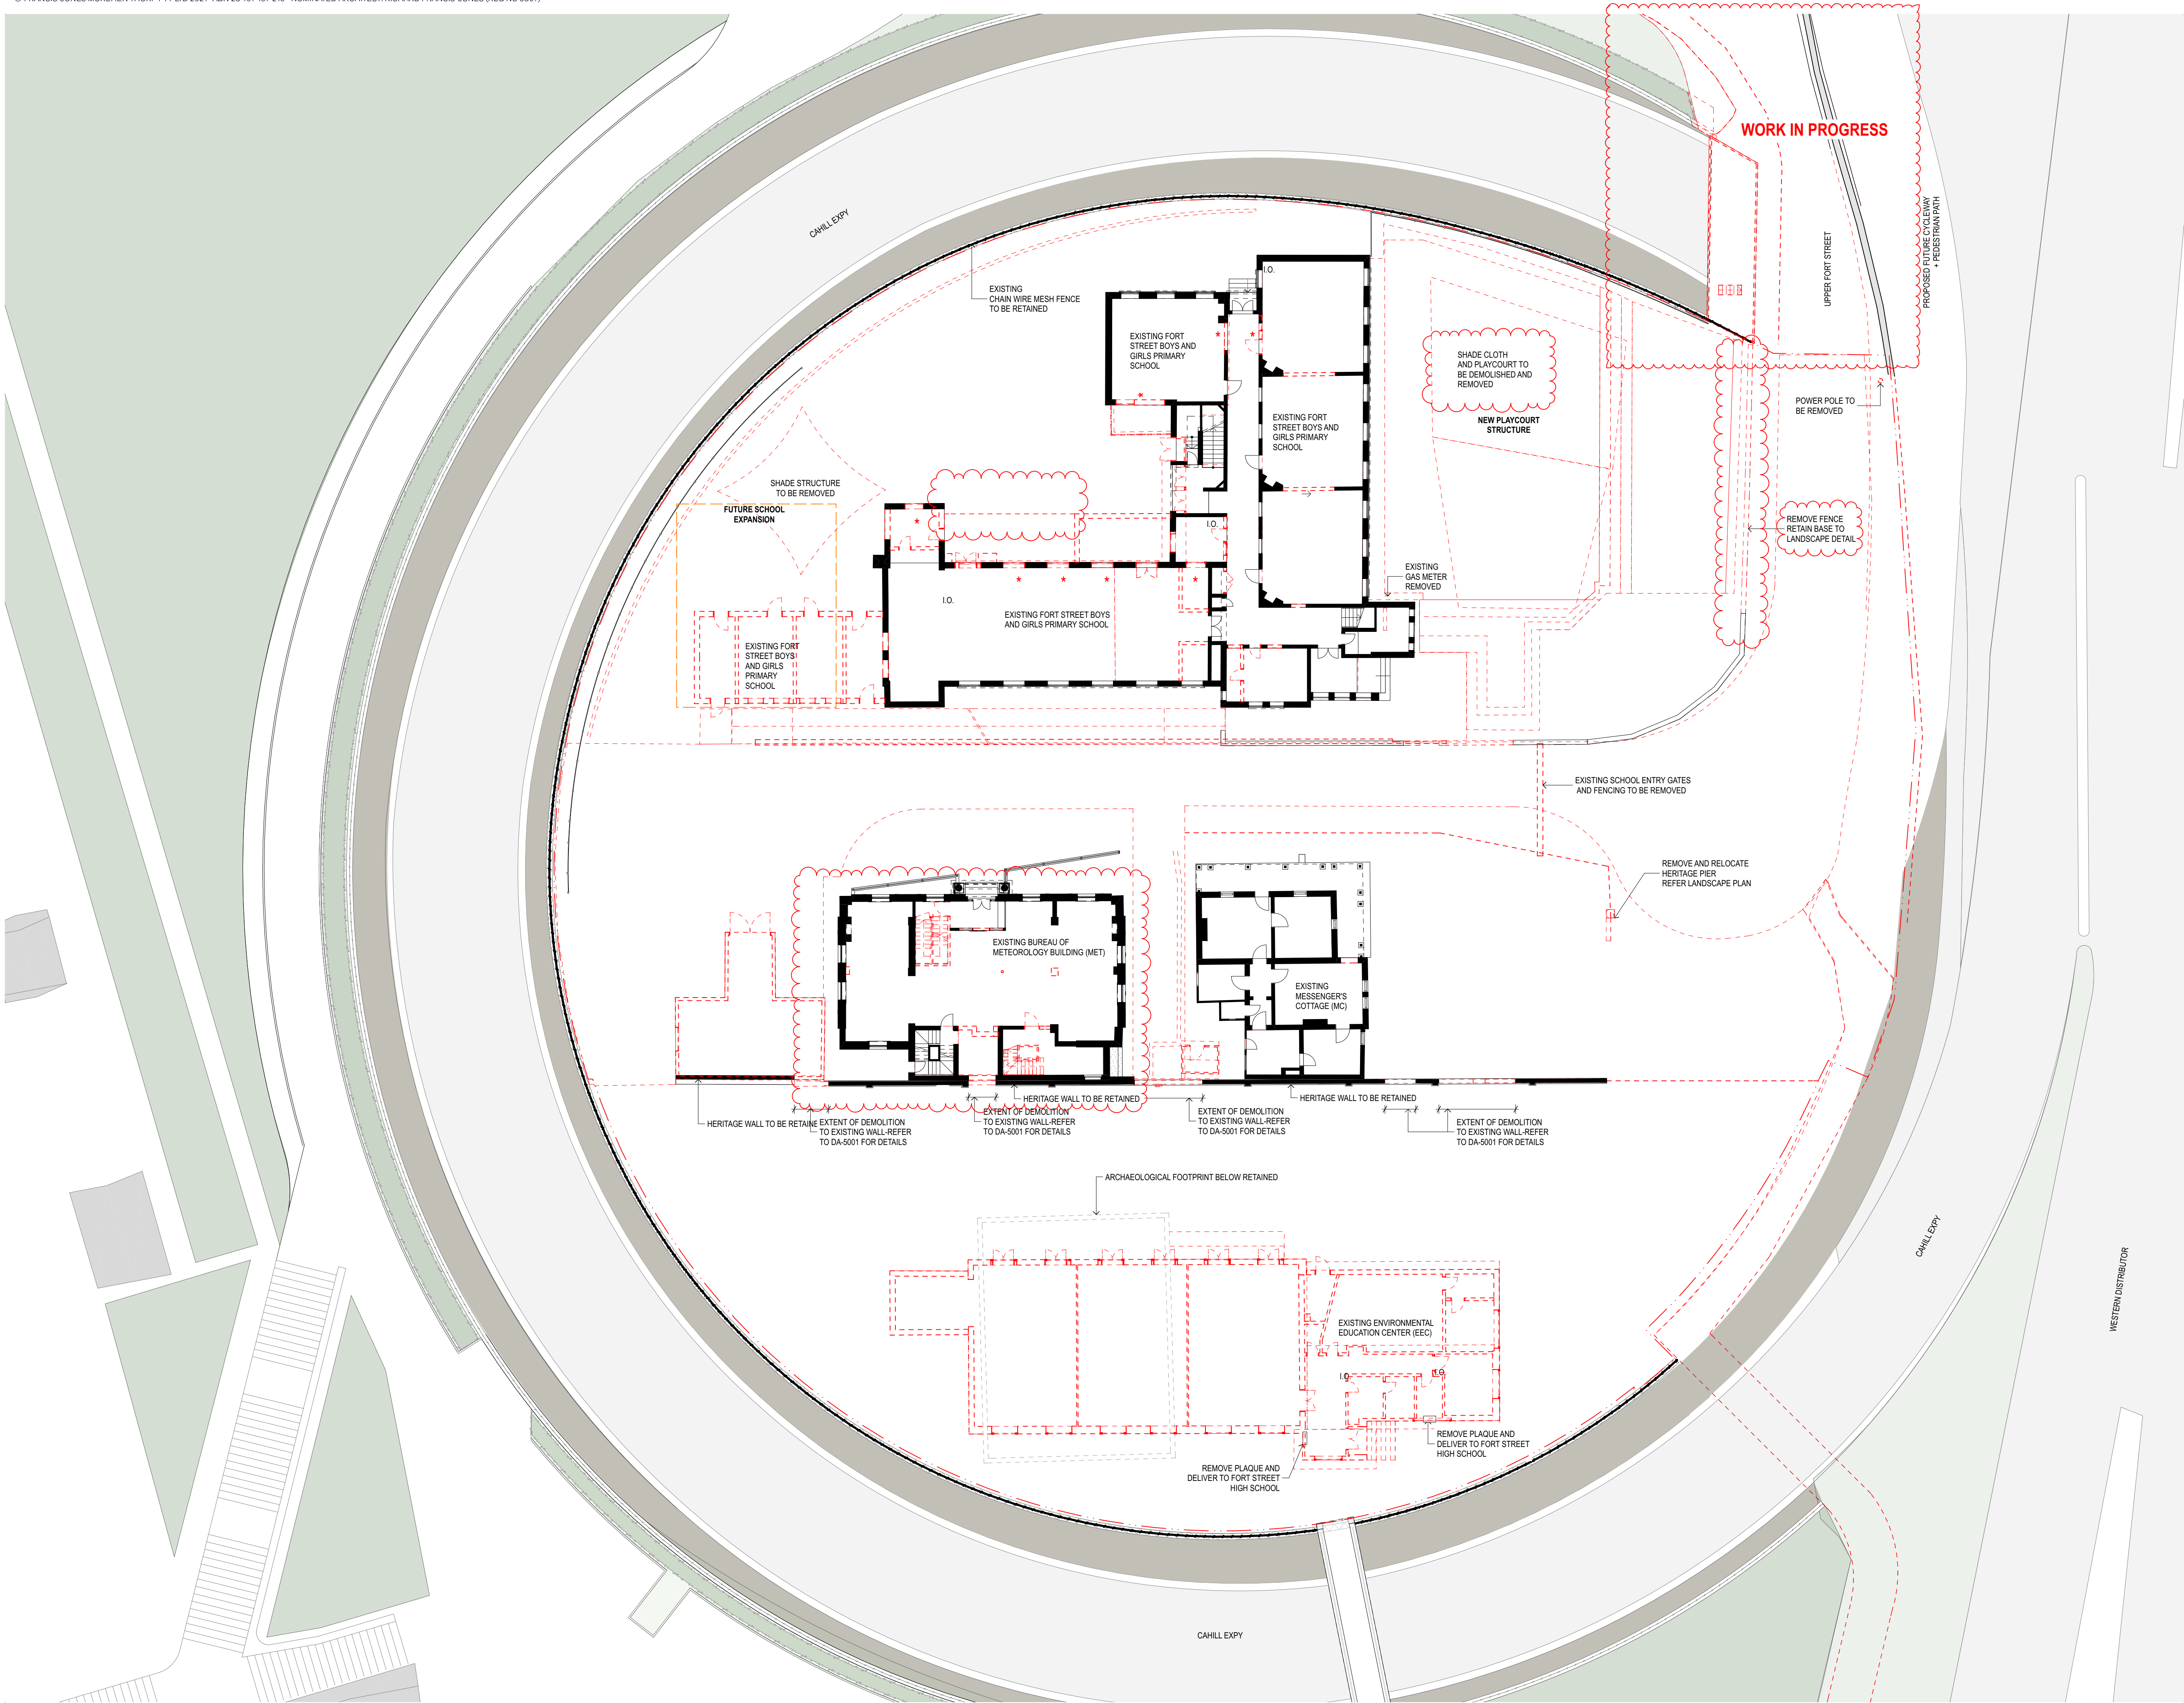 WORK IN PROGRESS
CAHILL EXPY
UPPER FORT STREET
PROPOSED FUTURE CYCLEWAY
+ PEDESTRIAN PATH
EXISTING
CHAIN WIRE MESH FENCE
TO BE RETAINED
I.O.
EXISTING FORT
STREET BOYS AND
GIRLS PRIMARY
SCHOOL
SHADE CLOTH
AND PLAYCOURT TO
BE DEMOLISHED AND
REMOVED
NEW PLAYCOURT
STRUCTURE
POWER POLE TO
BE REMOVED
EXISTING FORT
STREET BOYS AND
GIRLS PRIMARY
SCHOOL
SHADE STRUCTURE
TO BE REMOVED
FUTURE SCHOOL
EXPANSION
I.O.
REMOVE FENCE
RETAIN BASE TO
LANDSCAPE DETAIL
EXISTING
GAS METER
REMOVED
I.O.
EXISTING FORT STREET BOYS
AND GIRLS PRIMARY SCHOOL
EXISTING FORT
STREET BOYS
AND GIRLS
PRIMARY
SCHOOL
EXISTING SCHOOL ENTRY GATES
AND FENCING TO BE REMOVED
REMOVE AND RELOCATE
HERITAGE PIER
REFER LANDSCAPE PLAN
EXISTING BUREAU OF
METEOROLOGY BUILDING (MET)
EXISTING
MESSENGER'S
COTTAGE (MC)
HERITAGE WALL TO BE RETAINE
EXTENT OF DEMOLITION
TO EXISTING WALL-REFER
TO DA-5001 FOR DETAILS
HERITAGE WALL TO BE RETAINED
EXTENT OF DEMOLITION
TO EXISTING WALL-REFER
TO DA-5001 FOR DETAILS
EXTENT OF DEMOLITION
TO EXISTING WALL-REFER
TO DA-5001 FOR DETAILS
HERITAGE WALL TO BE RETAINED
EXTENT OF DEMOLITION
TO EXISTING WALL-REFER
TO DA-5001 FOR DETAILS
ARCHAEOLOGICAL FOOTPRINT BELOW RETAINED
CAHILL EXPY
WESTERN DISTRIBUTOR
EXISTING ENVIRONMENTAL
EDUCATION CENTER (EEC)
I.O.
I.O.
REMOVE PLAQUE AND
DELIVER TO FORT STREET
HIGH SCHOOL
REMOVE PLAQUE AND
DELIVER TO FORT STREET
HIGH SCHOOL
CAHILL EXPY